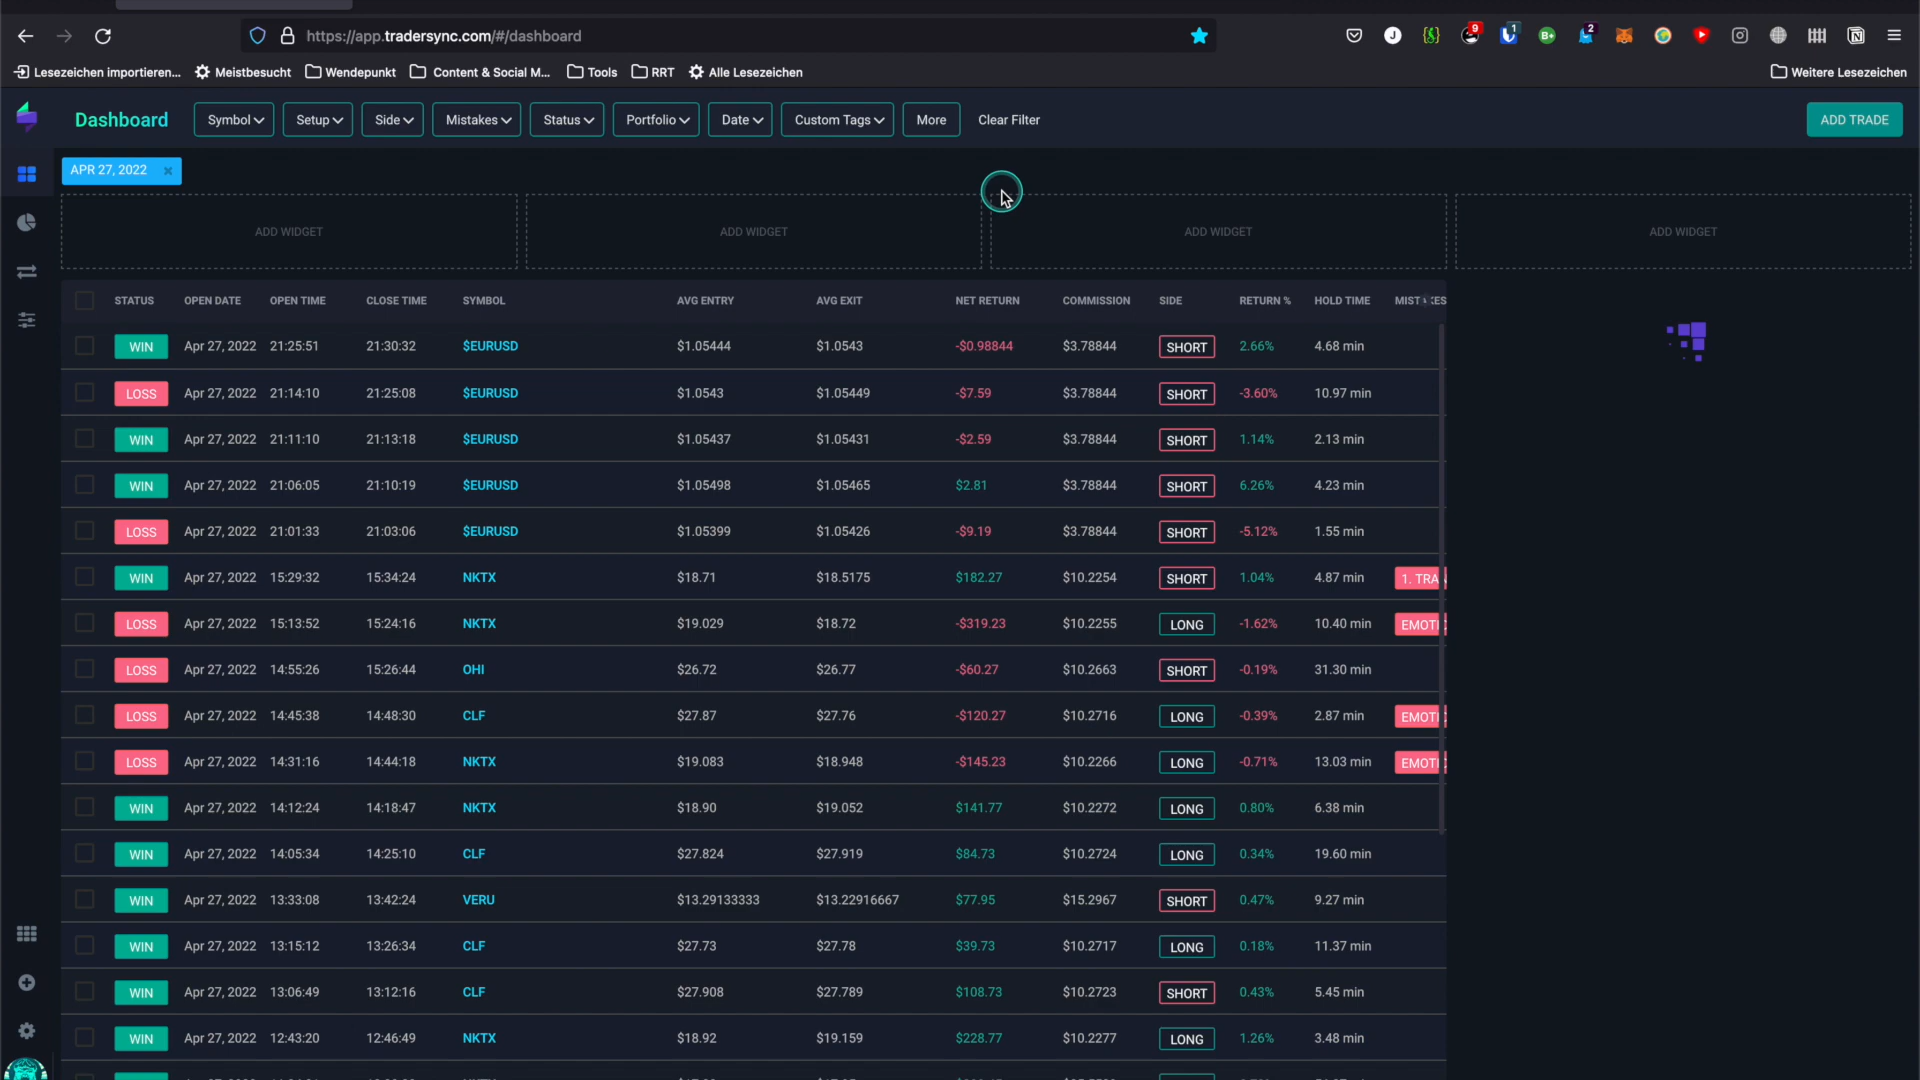 https://app.tradersync.com/#/dashboard
J 9 1 B+ 2
Lesezeichen importieren... Meistbesucht Wendepunkt Content & Social M... Tools RRT Alle Lesezeichen Weitere Lesezeichen
Dashboard Symbol Setup Side Mistakes Status Portfolio Date Custom Tags More Clear Filter ADD TRADE
APR 27, 2022 ×
ADD WIDGET ADD WIDGET ADD WIDGET ADD WIDGET
STATUS OPEN DATE OPEN TIME CLOSE TIME SYMBOL AVG ENTRY AVG EXIT NET RETURN COMMISSION SIDE RETURN % HOLD TIME MISTAKES
WIN Apr 27, 2022 21:25:51 21:30:32 $EURUSD $1.05444 $1.0543 -$0.98844 $3.78844 SHORT 2.66% 4.68 min
LOSS Apr 27, 2022 21:14:10 21:25:08 $EURUSD $1.0543 $1.05449 -$7.59 $3.78844 SHORT -3.60% 10.97 min
WIN Apr 27, 2022 21:11:10 21:13:18 $EURUSD $1.05437 $1.05431 -$2.59 $3.78844 SHORT 1.14% 2.13 min
WIN Apr 27, 2022 21:06:05 21:10:19 $EURUSD $1.05498 $1.05465 $2.81 $3.78844 SHORT 6.26% 4.23 min
LOSS Apr 27, 2022 21:01:33 21:03:06 $EURUSD $1.05399 $1.05426 -$9.19 $3.78844 SHORT -5.12% 1.55 min
WIN Apr 27, 2022 15:29:32 15:34:24 NKTX $18.71 $18.5175 $182.27 $10.2254 SHORT 1.04% 4.87 min 1. TRA
LOSS Apr 27, 2022 15:13:52 15:24:16 NKTX $19.029 $18.72 -$319.23 $10.2255 LONG -1.62% 10.40 min EMOTI
LOSS Apr 27, 2022 14:55:26 15:26:44 OHI $26.72 $26.77 -$60.27 $10.2663 SHORT -0.19% 31.30 min
LOSS Apr 27, 2022 14:45:38 14:48:30 CLF $27.87 $27.76 -$120.27 $10.2716 LONG -0.39% 2.87 min EMOTI
LOSS Apr 27, 2022 14:31:16 14:44:18 NKTX $19.083 $18.948 -$145.23 $10.2266 LONG -0.71% 13.03 min EMOTI
WIN Apr 27, 2022 14:12:24 14:18:47 NKTX $18.90 $19.052 $141.77 $10.2272 LONG 0.80% 6.38 min
WIN Apr 27, 2022 14:05:34 14:25:10 CLF $27.824 $27.919 $84.73 $10.2724 LONG 0.34% 19.60 min
WIN Apr 27, 2022 13:33:08 13:42:24 VERU $13.29133333 $13.22916667 $77.95 $15.2967 SHORT 0.47% 9.27 min
WIN Apr 27, 2022 13:15:12 13:26:34 CLF $27.73 $27.78 $39.73 $10.2717 LONG 0.18% 11.37 min
WIN Apr 27, 2022 13:06:49 13:12:16 CLF $27.908 $27.789 $108.73 $10.2723 SHORT 0.43% 5.45 min
WIN Apr 27, 2022 12:43:20 12:46:49 NKTX $18.92 $19.159 $228.77 $10.2277 LONG 1.26% 3.48 min